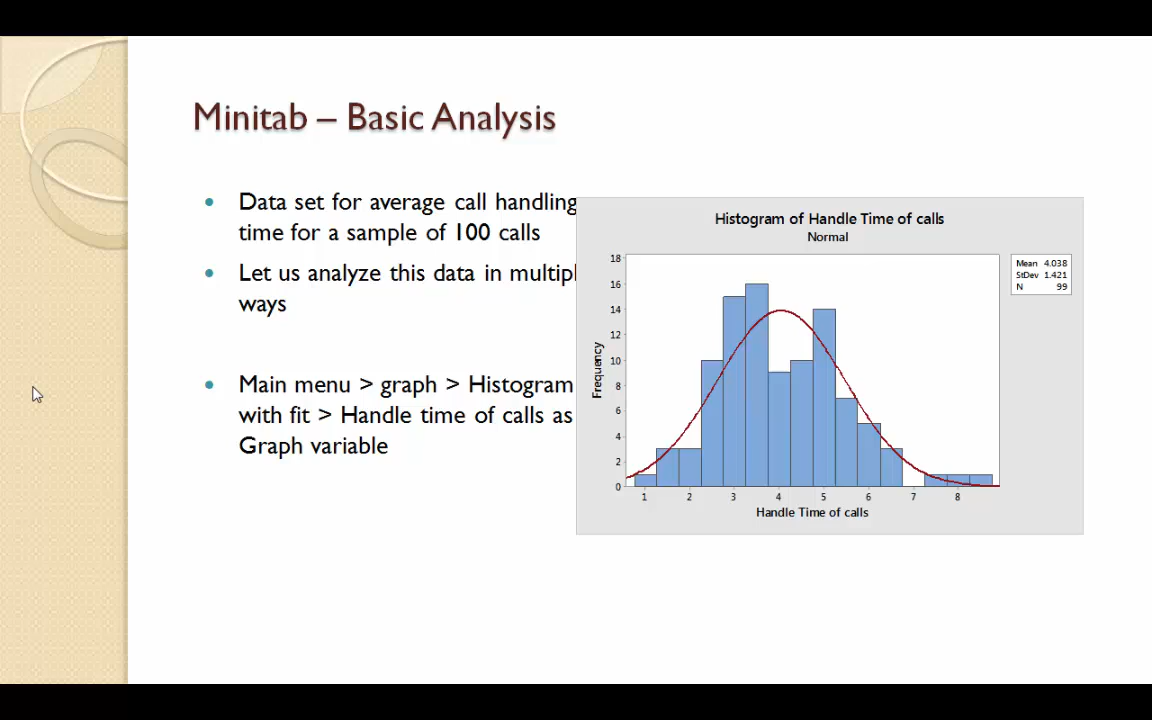 Minitab – Basic Analysis
Data set for average call handling
time for a sample of 100 calls
Let us analyze this data in multipl
ways
Main menu > graph > Histogram
with fit > Handle time of calls as
Graph variable
Histogram of Handle Time of calls
Normal
Mean 4.038
StDev 1.421
N 99
Frequency
18
16
14
12
10
8
6
4
2
0
1 2 3 4 5 6 7 8
Handle Time of calls